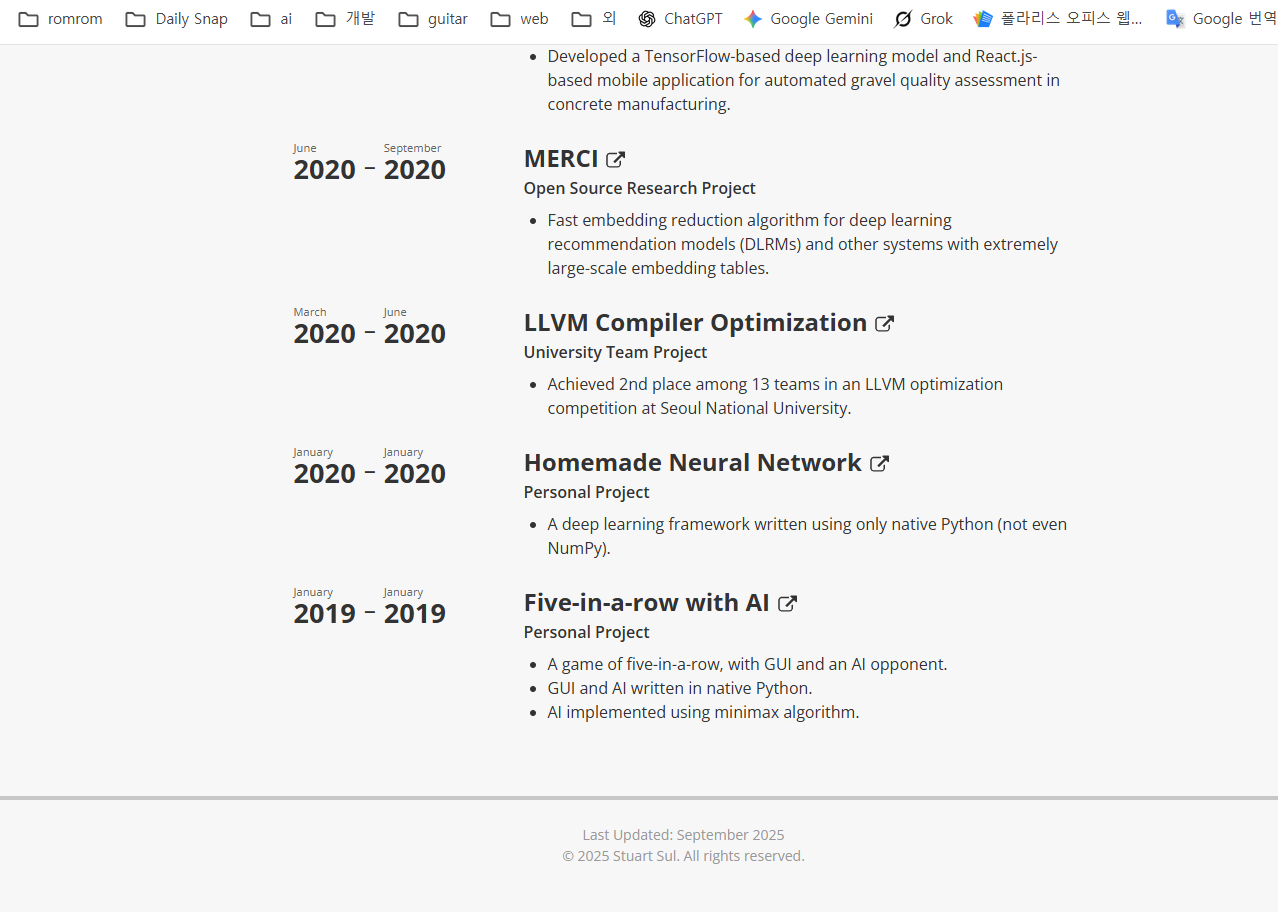 romrom Daily Snap ai 개발 guitar web 외 ChatGPT Google Gemini Grok 폴라리스 오피스 웹... Google 번역
• Developed a TensorFlow-based deep learning model and React.js-
based mobile application for automated gravel quality assessment in
concrete manufacturing.
June September
2020 – 2020
MERCI
Open Source Research Project
• Fast embedding reduction algorithm for deep learning
recommendation models (DLRMs) and other systems with extremely
large-scale embedding tables.
March June
2020 – 2020
LLVM Compiler Optimization
University Team Project
• Achieved 2nd place among 13 teams in an LLVM optimization
competition at Seoul National University.
January January
2020 – 2020
Homemade Neural Network
Personal Project
• A deep learning framework written using only native Python (not even
NumPy).
January January
2019 – 2019
Five-in-a-row with AI
Personal Project
• A game of five-in-a-row, with GUI and an AI opponent.
• GUI and AI written in native Python.
• AI implemented using minimax algorithm.
Last Updated: September 2025
© 2025 Stuart Sul. All rights reserved.